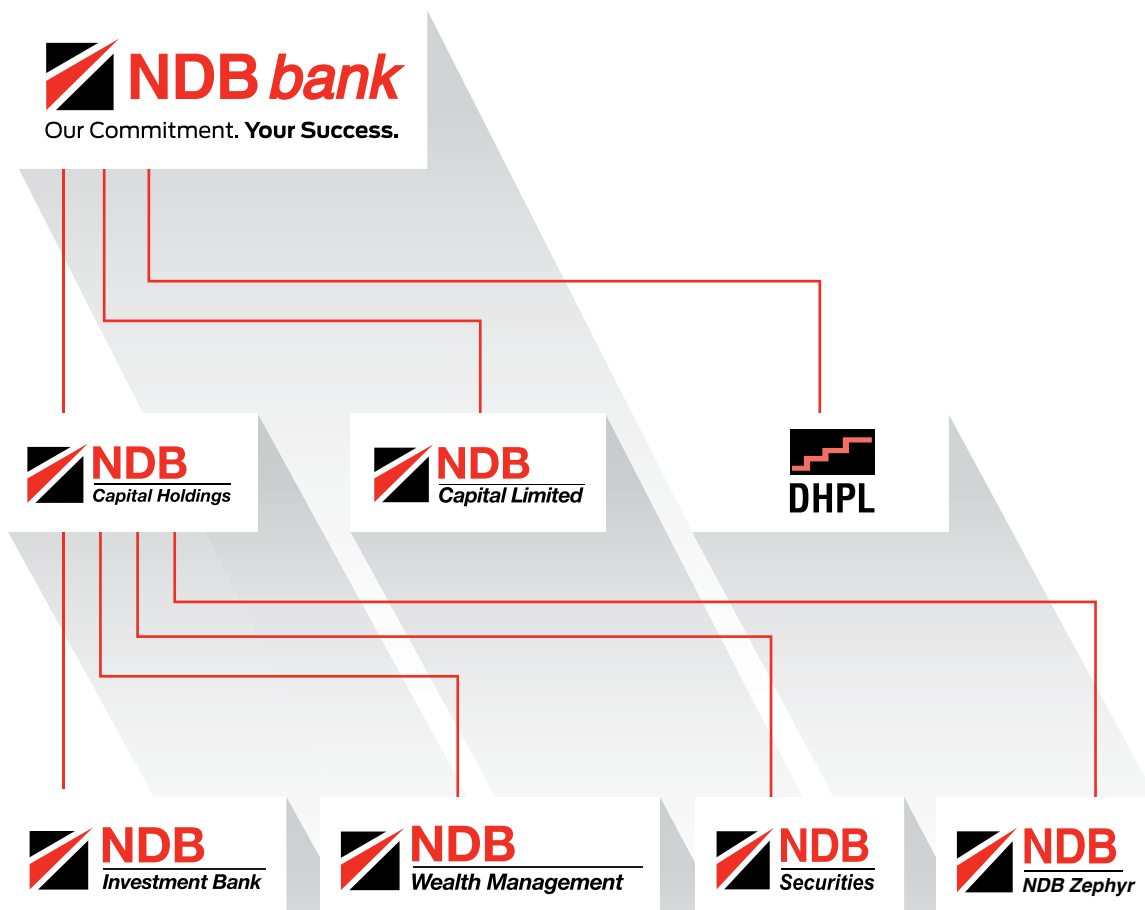 NDB bank
Our Commitment. Your Success.
NDB
Capital Holdings
NDB
Capital Limited
DHPL
NDB
Investment Bank
NDB
Wealth Management
NDB
Securities
NDB
NDB Zephyr